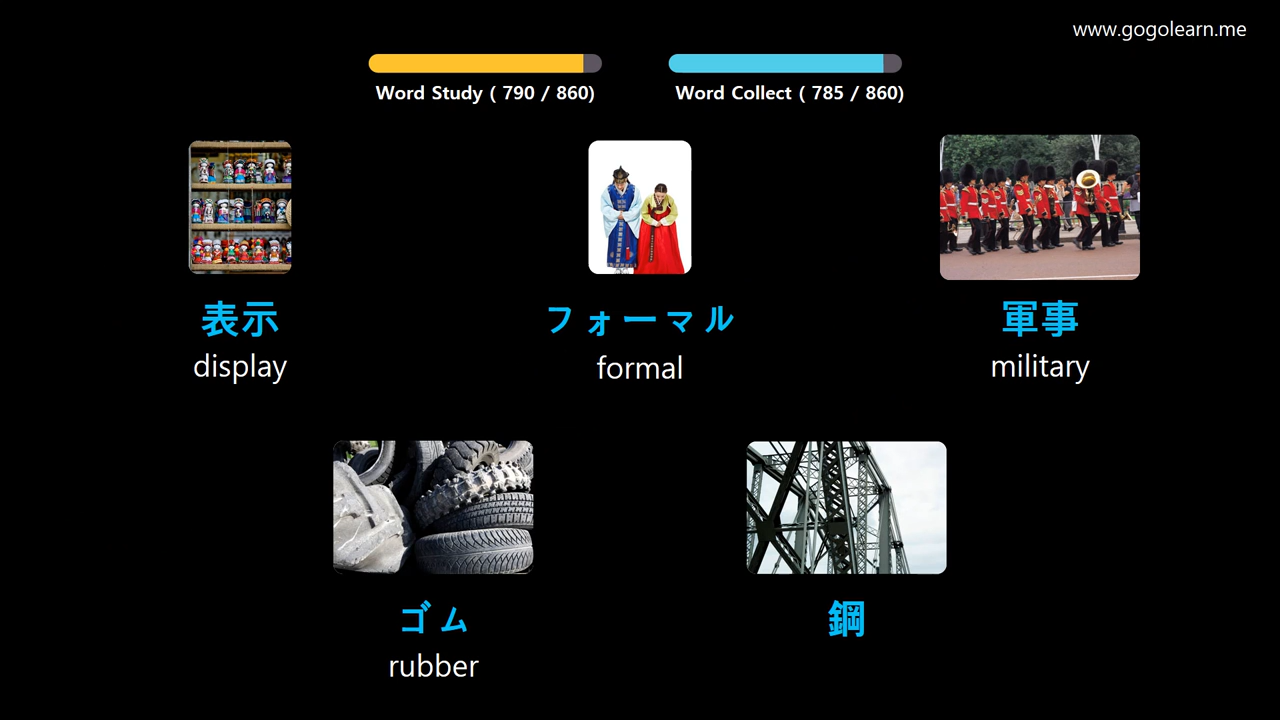 www.gogolearn.me
Word Study ( 790 / 860)
Word Collect ( 785 / 860)
表示
display
フォーマル
formal
軍事
military
ゴム
rubber
鋼